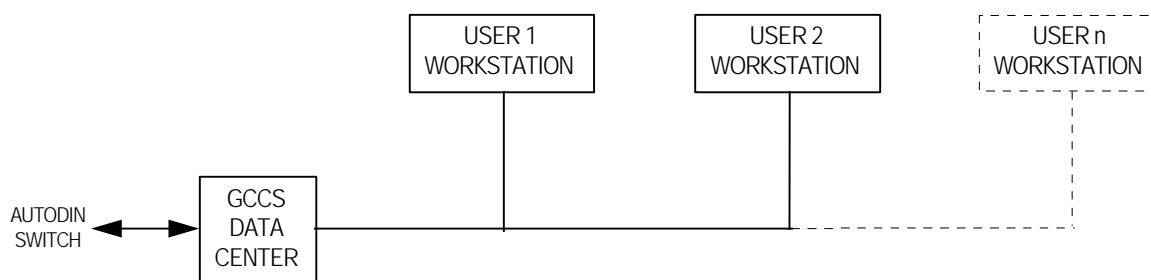 USER 1
WORKSTATION
USER 2
WORKSTATION
USER n
WORKSTATION
AUTODIN
SWITCH
GCCS
DATA
CENTER